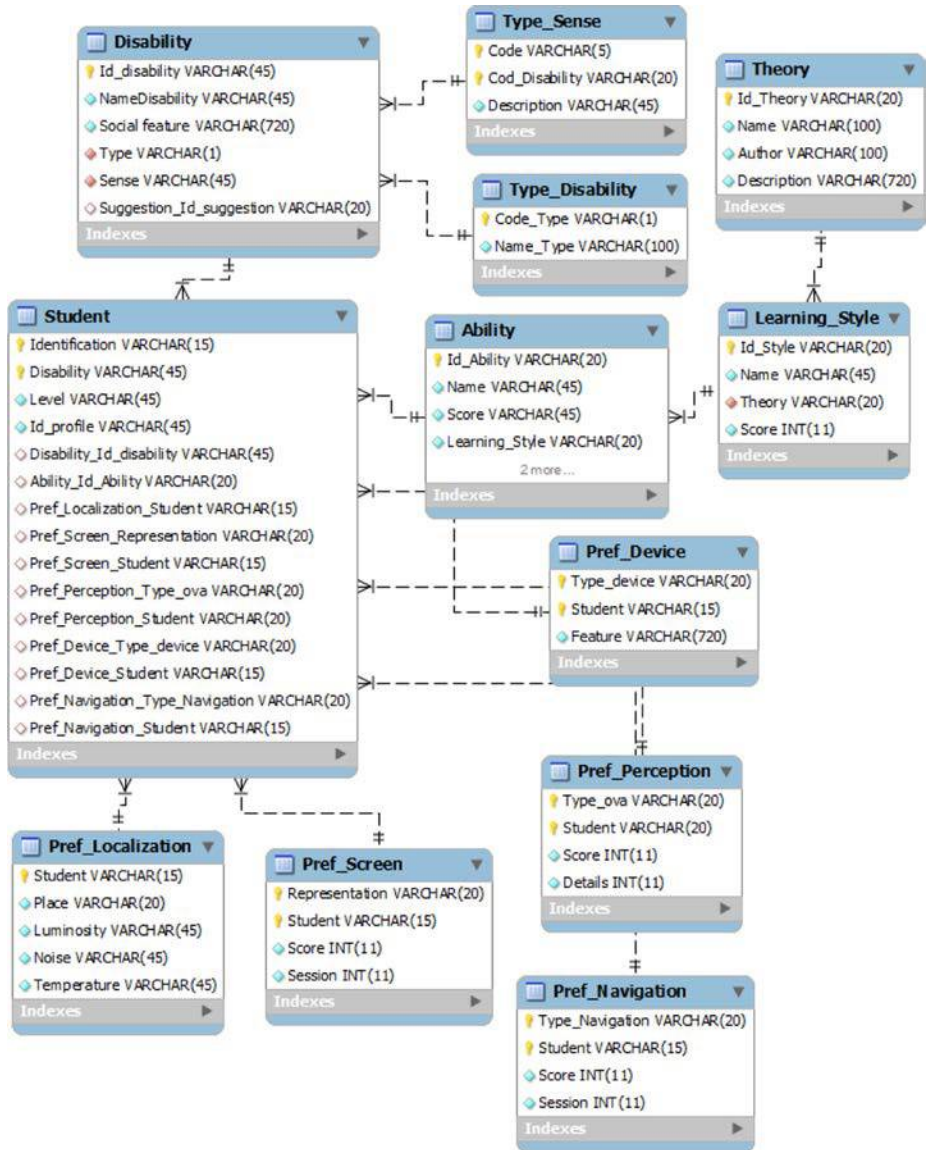 Disability
Id_disability VARCHAR(45)
NameDisability VARCHAR(45)
Social feature VARCHAR(720)
Type VARCHAR(1)
Sense VARCHAR(45)
Suggestion_Id_suggestion VARCHAR(20)
Indexes
Type_Sense
Code VARCHAR(5)
Cod_Disability VARCHAR(20)
Description VARCHAR(45)
Indexes
Type_Disability
Code_Type VARCHAR(1)
Name_Type VARCHAR(100)
Indexes
Theory
Id_Theory VARCHAR(20)
Name VARCHAR(100)
Author VARCHAR(100)
Description VARCHAR(720)
Indexes
Student
Identification VARCHAR(15)
Disability VARCHAR(45)
Level VARCHAR(45)
Id_profile VARCHAR(45)
Disability_Id_disability VARCHAR(45)
Ability_Id_Ability VARCHAR(20)
Pref_Localization_Student VARCHAR(15)
Pref_Screen_Representation VARCHAR(20)
Pref_Screen_Student VARCHAR(15)
Pref_Perception_Type_ova VARCHAR(20)
Pref_Perception_Student VARCHAR(20)
Pref_Device_Type_device VARCHAR(20)
Pref_Device_Student VARCHAR(15)
Pref_Navigation_Type_Navigation VARCHAR(20)
Pref_Navigation_Student VARCHAR(15)
Indexes
Ability
Id_Ability VARCHAR(20)
Name VARCHAR(45)
Score VARCHAR(45)
Learning_Style VARCHAR(20)
2 more...
Indexes
Learning_Style
Id_Style VARCHAR(20)
Name VARCHAR(45)
Theory VARCHAR(20)
Score INT(11)
Indexes
Pref_Device
Type_device VARCHAR(20)
Student VARCHAR(15)
Feature VARCHAR(720)
Indexes
Pref_Perception
Type_ova VARCHAR(20)
Student VARCHAR(20)
Score INT(11)
Details INT(11)
Indexes
Pref_Localization
Student VARCHAR(15)
Place VARCHAR(20)
Luminosity VARCHAR(45)
Noise VARCHAR(45)
Temperature VARCHAR(45)
Indexes
Pref_Screen
Representation VARCHAR(20)
Student VARCHAR(15)
Score INT(11)
Session INT(11)
Indexes
Pref_Navigation
Type_Navigation VARCHAR(20)
Student VARCHAR(15)
Score INT(11)
Session INT(11)
Indexes